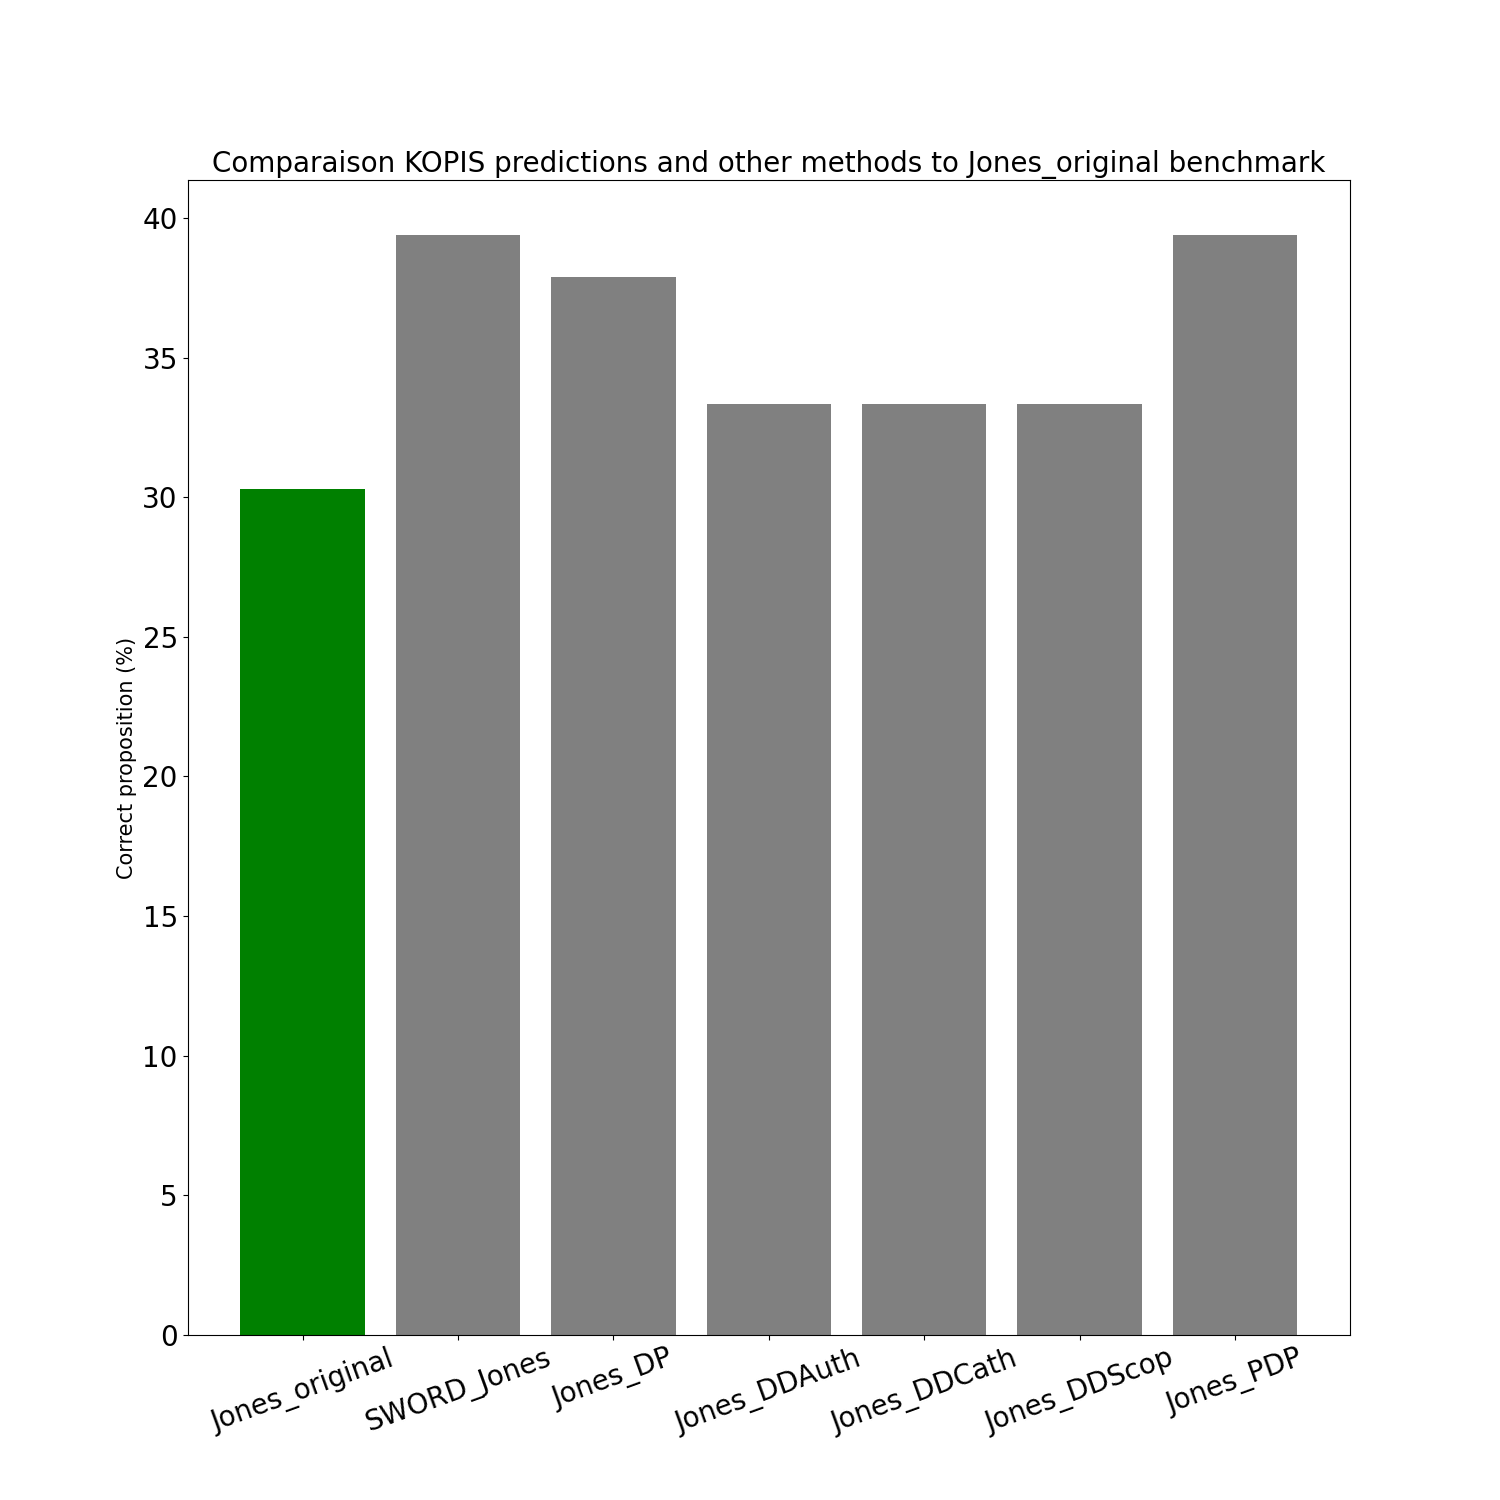 Comparaison KOPIS predictions and other methods to Jones_original benchmark
40
35
30
25
20
15
10
5
0
Correct proposition (%)
Jones_original
SWORD_Jones
Jones_DP
Jones_DDAuth
Jones_DDCath
Jones_DDScop
Jones_PDP